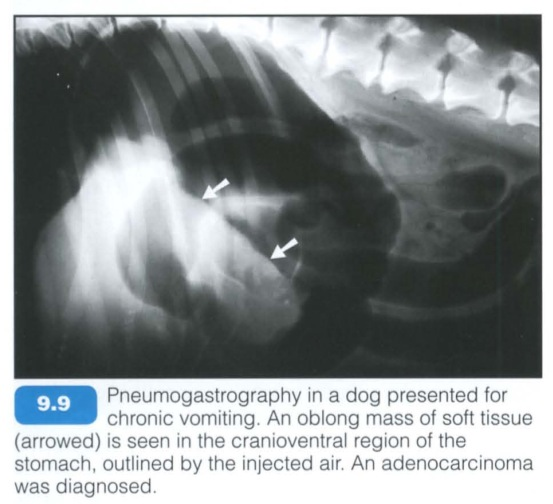 9.9
Pneumogastrography in a dog presented for
chronic vomiting. An oblong mass of soft tissue
(arrowed) is seen in the cranioventral region of the
stomach, outlined by the injected air. An adenocarcinoma
was diagnosed.